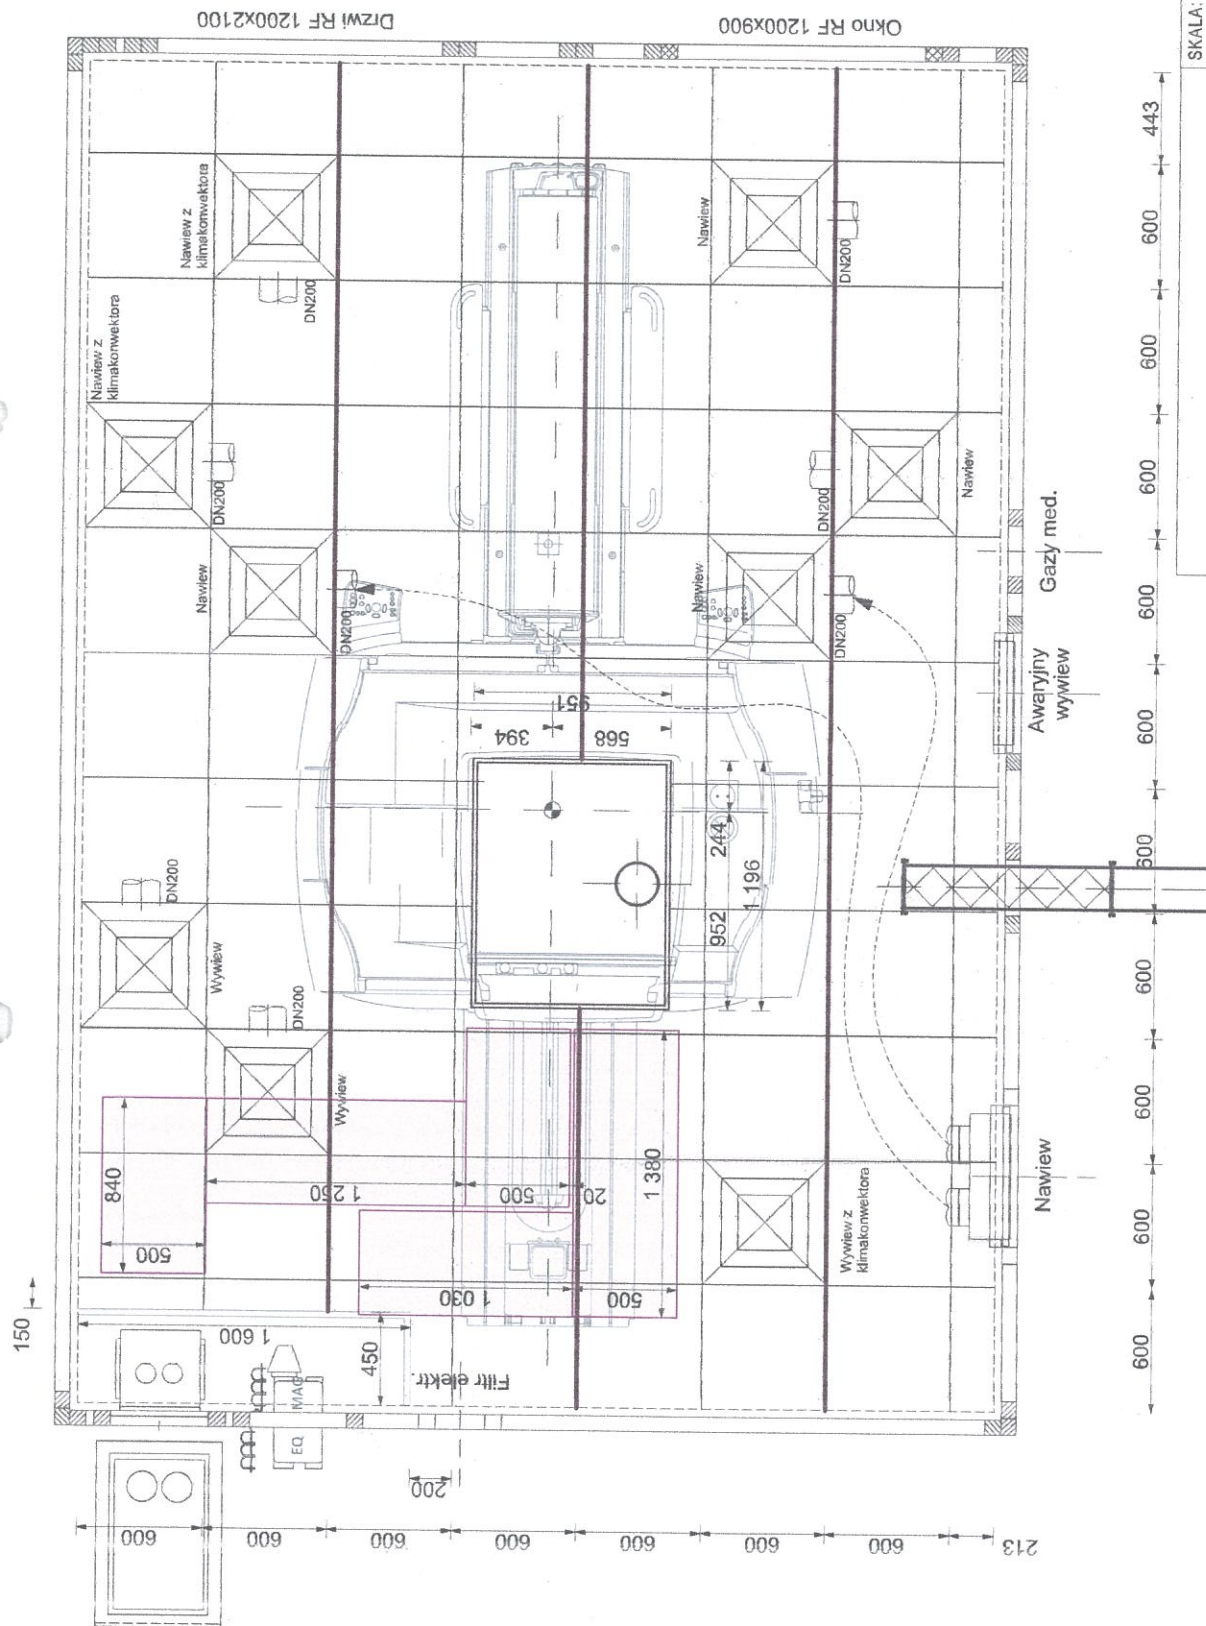 Drzwi RF 1200x2100
Okno RF 1200x900
SKALA:
Nawiew z
klimakonwektora
DN200
Nawiew
DN200
443
600
Nawiew z
klimakonwektora
DN200
600
DN200
Nawiew
600
Nawiew
DN200
Nawiew
DN200
Gazy med.
600
951
394
568
Awaryjny
wywiew
600
DN200
Wywiew
244
1 196
952
600
DN200
Wywiew
600
840
500
1 250
500
20
1 380
Nawiew
600
Wywiew z
klimakonwektora
600
1 030
500
150
1 600
450
Filtr elektr.
600
MAG
EQ
200
600
600
600
600
600
600
600
213